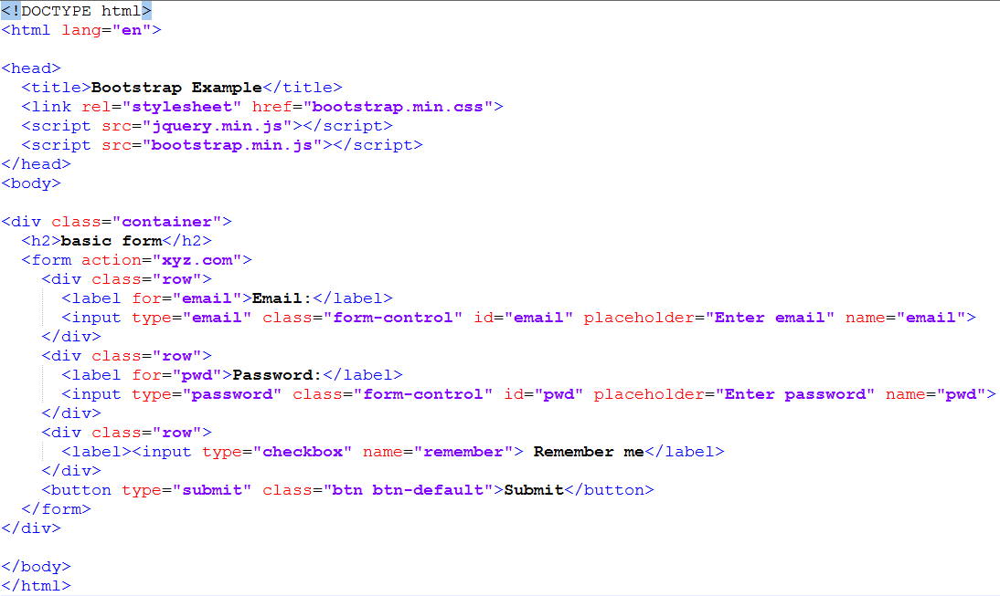 <!DOCTYPE html>
<html lang="en">
<head>
<title>Bootstrap Example</title>
<link rel="stylesheet" href="bootstrap.min.css">
<script src="jquery.min.js"></script>
<script src="bootstrap.min.js"></script>
</head>
<body>
<div class="container">
<h2>basic form</h2>
<form action="xyz.com">
<div class="row">
<label for="email">Email:</label>
<input type="email" class="form-control" id="email" placeholder="Enter email" name="email">
</div>
<div class="row">
<label for="pwd">Password:</label>
<input type="password" class="form-control" id="pwd" placeholder="Enter password" name="pwd">
</div>
<div class="row">
<label><input type="checkbox" name="remember"> Remember me</label>
</div>
<button type="submit" class="btn btn-default">Submit</button>
</form>
</div>
</body>
</html>